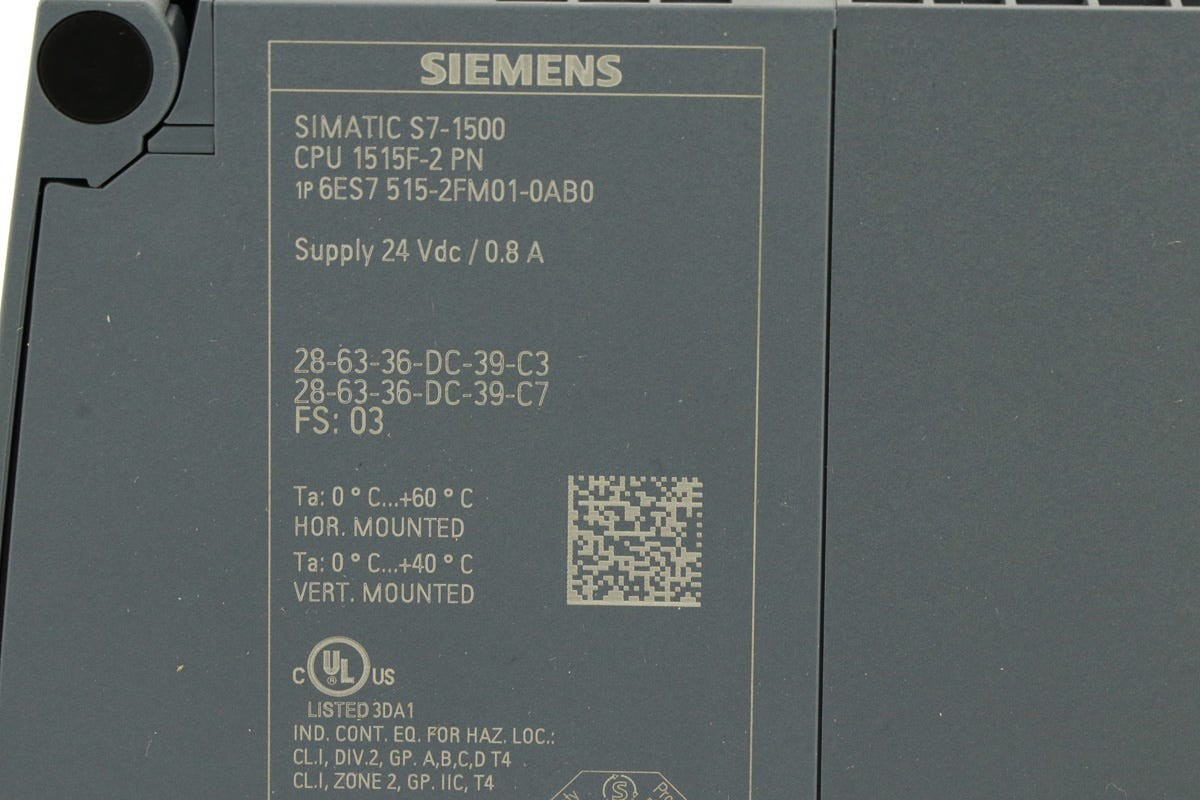 SIEMENS
SIMATIC S7-1500
CPU 1515F-2 PN
1P 6ES7 515-2FM01-0AB0
Supply 24 Vdc / 0.8 A
28-63-36-DC-39-C3
28-63-36-DC-39-C7
FS: 03
Ta: 0 ° C...+60 ° C
HOR. MOUNTED
Ta: 0 ° C...+40 ° C
VERT. MOUNTED
C UL ® US
LISTED 3DA1
IND. CONT. EQ. FOR HAZ. LOC.:
CL.I, DIV.2, GP. A,B,C,D T4
CL.I, ZONE 2, GP. IIC, T4
S